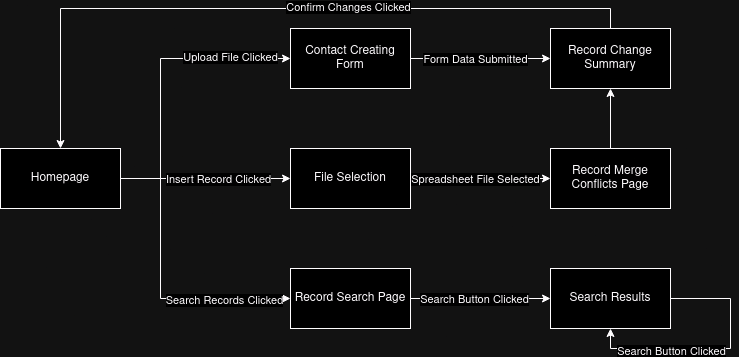 Confirm Changes Clicked
Upload File Clicked
Contact Creating
Form
Form Data Submitted
Record Change
Summary
Homepage
Insert Record Clicked
File Selection
Spreadsheet File Selected
Record Merge
Conflicts Page
Search Records Clicked
Record Search Page
Search Button Clicked
Search Results
Search Button Clicked